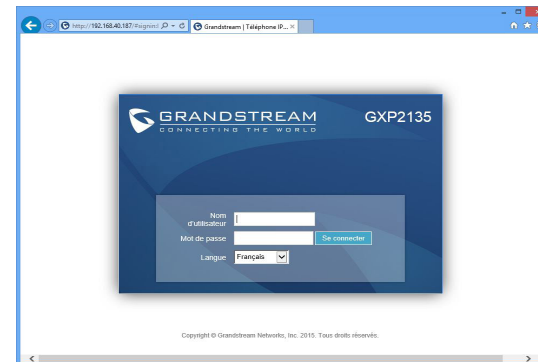 http://192.168.40.187/#signin:l
Grandstream | Téléphone IP...
GRANDSTREAM
CONNECTING THE WORLD
GXP2135
Nom
d'utilisateur
Mot de passe
Se connecter
Langue
Français
Copyright © Grandstream Networks, Inc. 2015. Tous droits réservés.